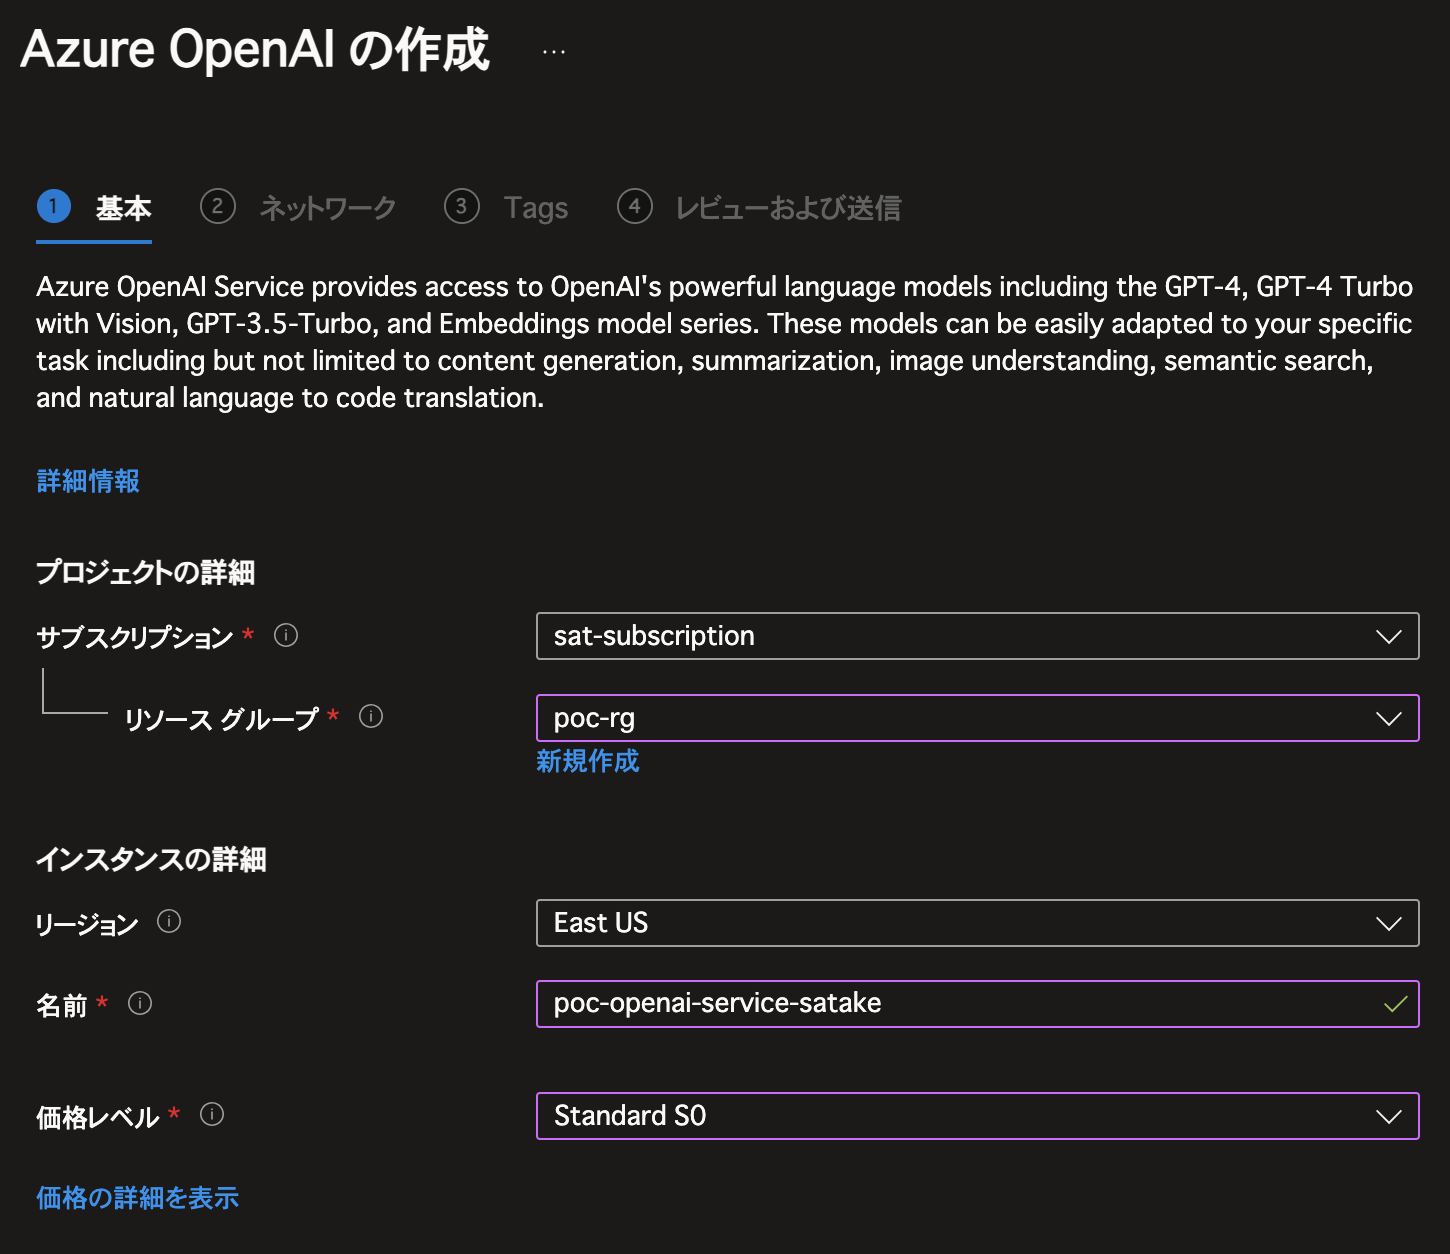 Azure OpenAI の作成 …
1 基本 2 ネットワーク 3 Tags 4 レビューおよび送信
Azure OpenAI Service provides access to OpenAI's powerful language models including the GPT-4, GPT-4 Turbo
with Vision, GPT-3.5-Turbo, and Embeddings model series. These models can be easily adapted to your specific
task including but not limited to content generation, summarization, image understanding, semantic search,
and natural language to code translation.
詳細情報
プロジェクトの詳細
サブスクリプション * sat-subscription
リソース グループ * poc-rg
新規作成
インスタンスの詳細
リージョン East US
名前 * poc-openai-service-satake
価格レベル * Standard S0
価格の詳細を表示